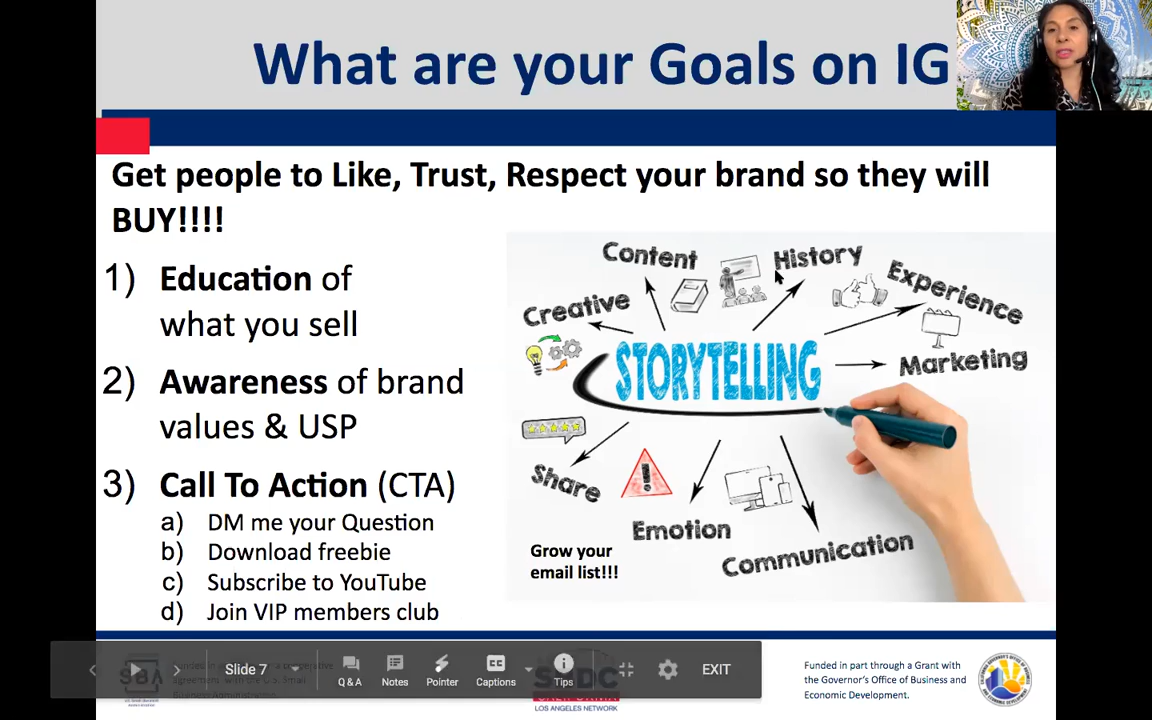 What are your Goals on IG
Get people to Like, Trust, Respect your brand so they will
BUY!!!!
1) Education of
what you sell
2) Awareness of brand
values & USP
3) Call To Action (CTA)
a) DM me your Question
b) Download freebie
c) Subscribe to YouTube
d) Join VIP members club
Content
History
Experience
Creative
STORYTELLING
Marketing
Share
Emotion
Communication
Grow your
email list!!!
Slide 7
Q & A
Notes
Pointer
CC
Captions
Tips
EXIT
LOS ANGELES NETWORK
Funded in part through a Grant with
the Governor's Office of Business and
Economic Development.